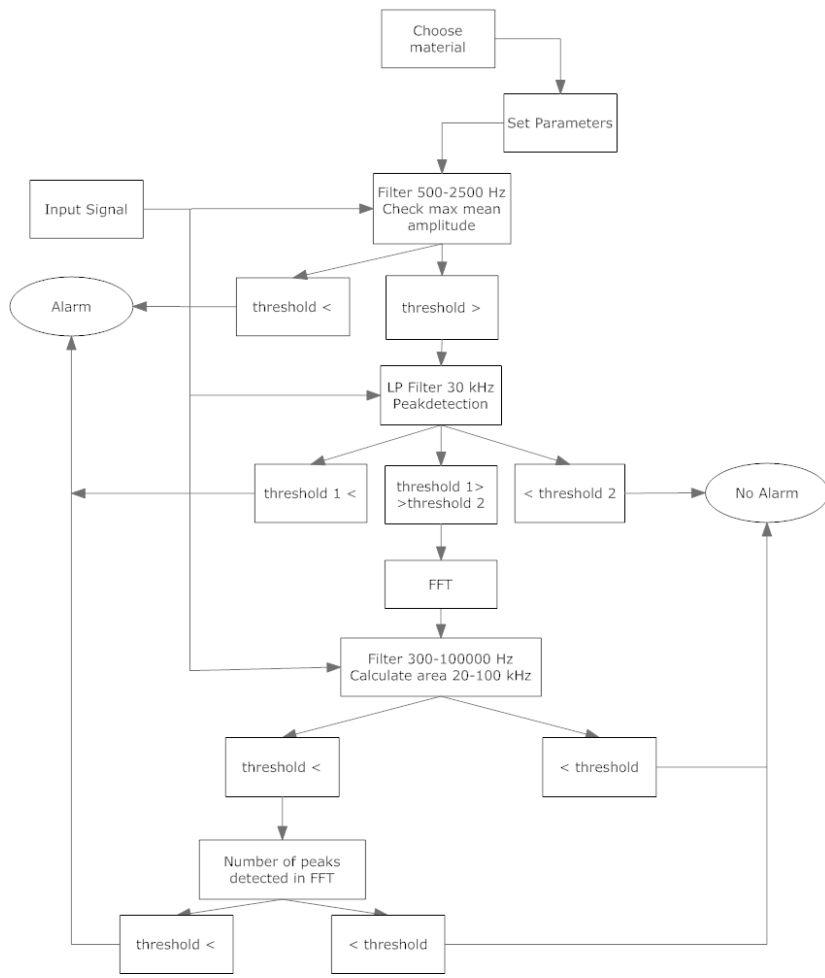 Choose
material
Set Parameters
Input Signal
Filter 500-2500 Hz
Check max mean
amplitude
Alarm
threshold <
threshold >
LP Filter 30 kHz
Peakdetection
threshold 1 <
threshold 1>
>threshold 2
< threshold 2
No Alarm
FFT
Filter 300-100000 Hz
Calculate area 20-100 kHz
threshold <
< threshold
Number of peaks
detected in FFT
threshold <
< threshold